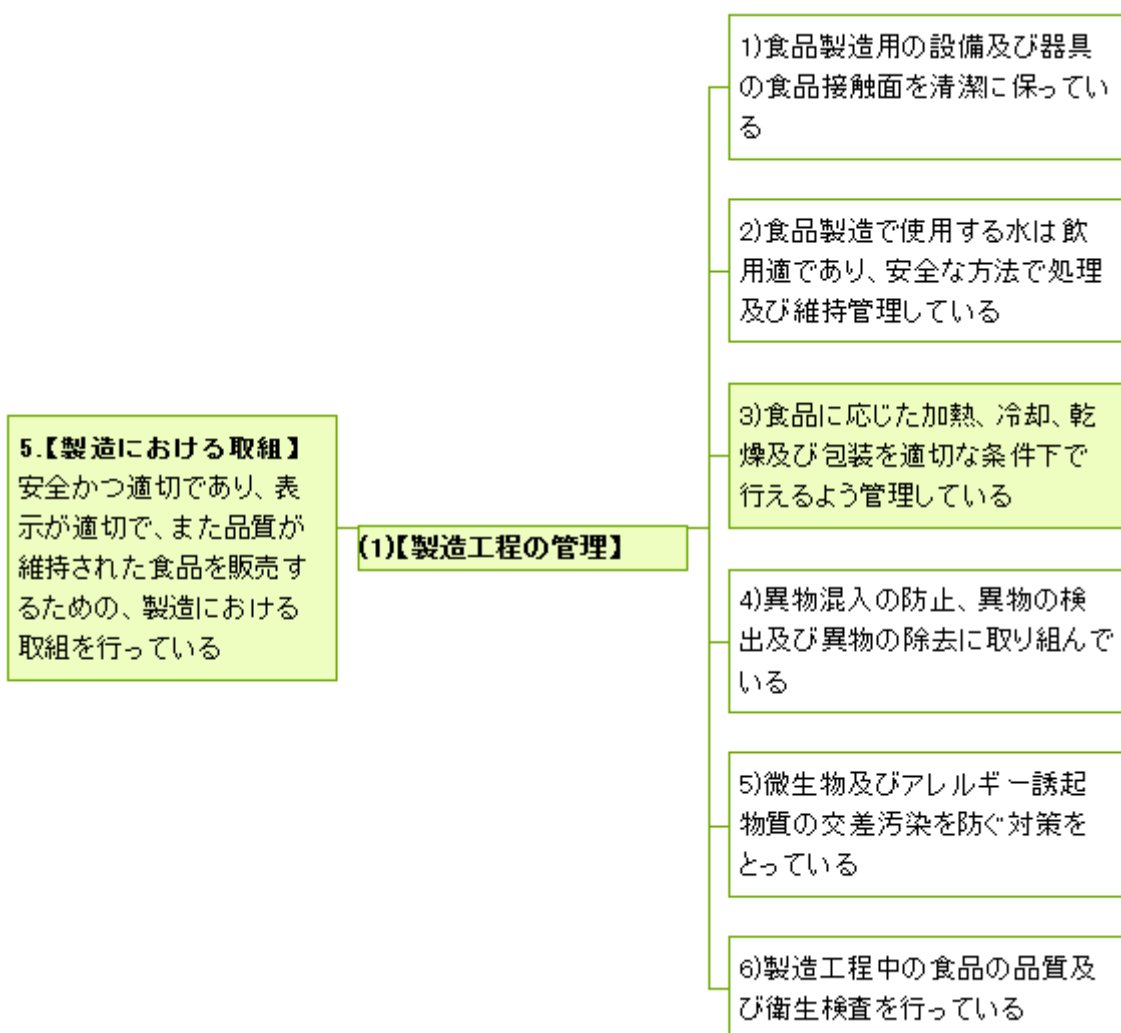 1)食品製造用の設備及び器具
の食品接触面を清潔に保ってい
る
2)食品製造で使用する水は飲
用適であり、安全な方法で処理
及び維持管理している
5.【製造における取組】
安全かつ適切であり、表
示が適切で、また品質が
維持された食品を販売す
るための、製造における
取組を行っている
(1)【製造工程の管理】
3)食品に応じた加熱、冷却、乾
燥及び包装を適切な条件下で
行えるよう管理している
4)異物混入の防止、異物の検
出及び異物の除去に取り組んで
いる
5)微生物及びアレルギー誘起
物質の交差汚染を防ぐ対策を
とっている
6)製造工程中の食品の品質及
び衛生検査を行っている